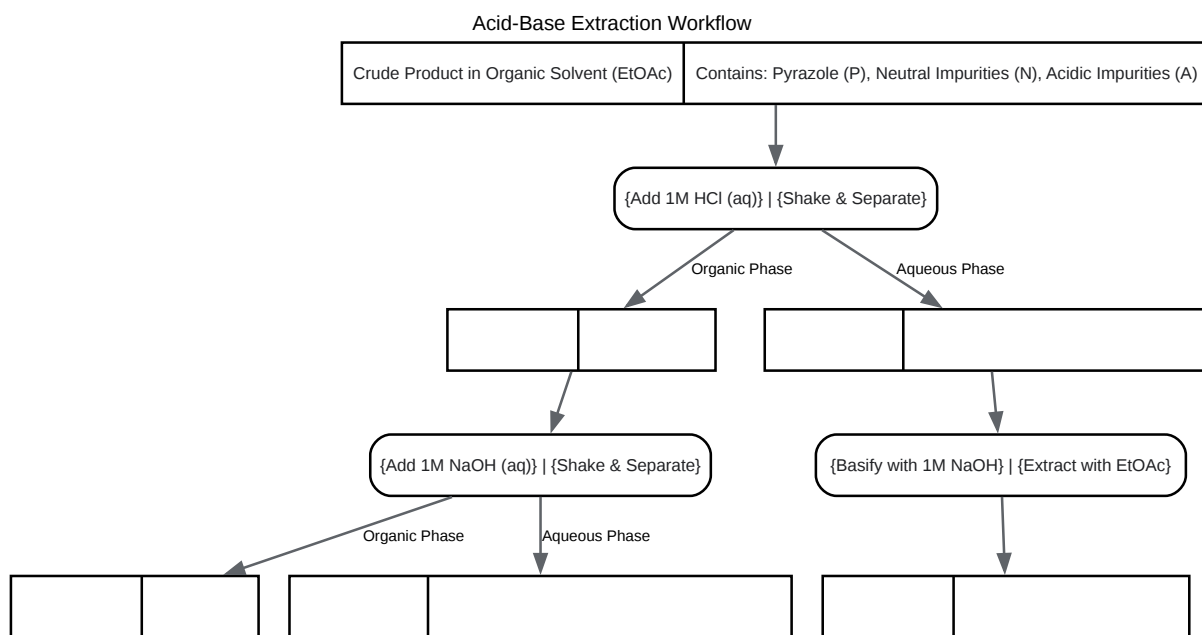 Acid-Base Extraction Workflow
Crude Product in Organic Solvent (EtOAc)
Contains: Pyrazole (P), Neutral Impurities (N), Acidic Impurities (A)
{Add 1M HCl (aq)} | {Shake & Separate}
Organic Phase
Aqueous Phase
{Add 1M NaOH (aq)} | {Shake & Separate}
{Basify with 1M NaOH} | {Extract with EtOAc}
Organic Phase
Aqueous Phase